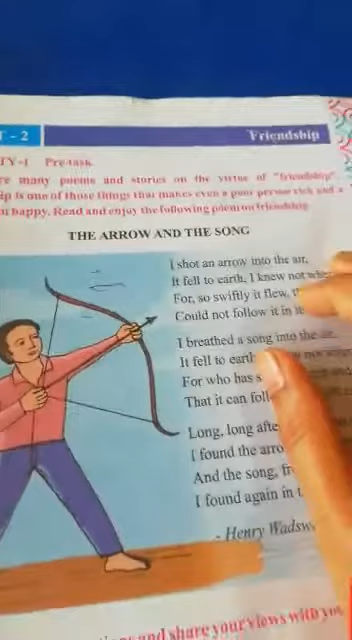 T - 2
Friendship
TY-1 Pre-task
re many poems and stories on the virtue of "friendship"
ip is one of those things that makes even a poor person rich and a
n happy. Read and enjoy the following poem on friendship
THE ARROW AND THE SONG
I shot an arrow into the air,
It fell to earth, I knew not wher
For, so swiftly it flew, t
Could not follow it in
I breathed a song into the air,
It fell to earth
For who has s
That it can foll
Long, long afte
I found the arro
And the song, fr
I found again in t
- Henry Wadsw
and share your views with you